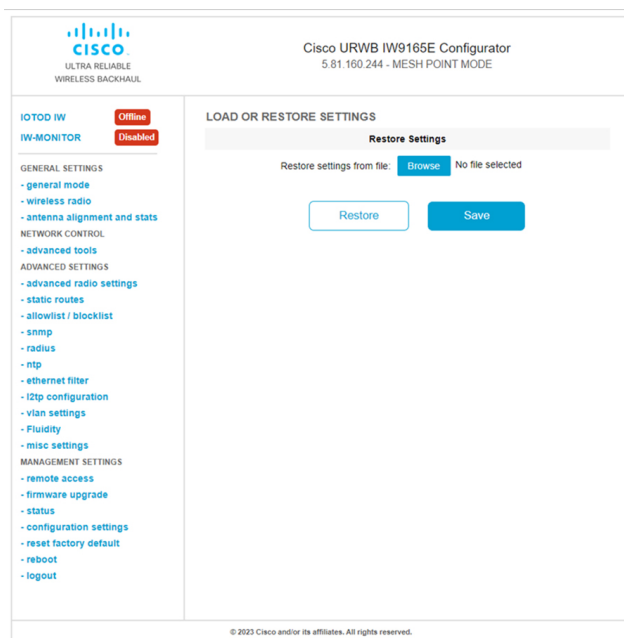 CISCO
ULTRA RELIABLE
WIRELESS BACKHAUL
Cisco URWB IW9165E Configurator
5.81.160.244 - MESH POINT MODE
IOTOD IW Offline
IW-MONITOR Disabled
GENERAL SETTINGS
- general mode
- wireless radio
- antenna alignment and stats
NETWORK CONTROL
- advanced tools
ADVANCED SETTINGS
- advanced radio settings
- static routes
- allowlist / blocklist
- snmp
- radius
- ntp
- ethernet filter
- l2tp configuration
- vlan settings
- Fluidity
- misc settings
MANAGEMENT SETTINGS
- remote access
- firmware upgrade
- status
- configuration settings
- reset factory default
- reboot
- logout
LOAD OR RESTORE SETTINGS
Restore Settings
Restore settings from file: Browse No file selected
Restore Save
© 2023 Cisco and/or its affiliates. All rights reserved.